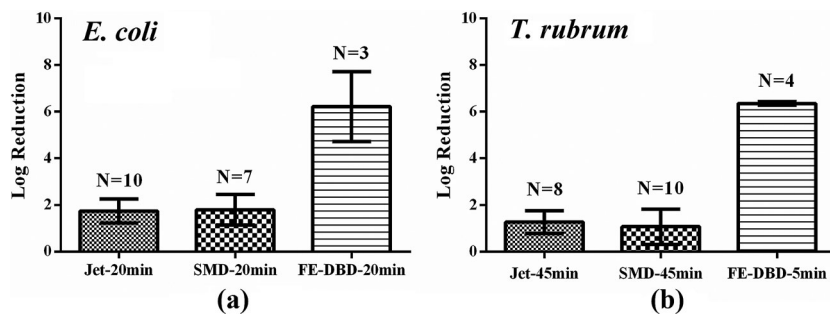 E. coli
Log Reduction
10
8
6
4
2
0
N=10
N=7
N=3
Jet-20min
SMD-20min
FE-DBD-20min
(a)
T. rubrum
Log Reduction
10
8
6
4
2
0
N=8
N=10
N=4
Jet-45min
SMD-45min
FE-DBD-5min
(b)